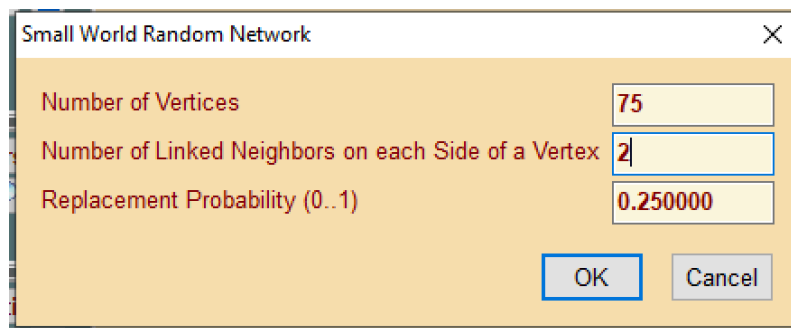 Small World Random Network
Number of Vertices 75
Number of Linked Neighbors on each Side of a Vertex 2
Replacement Probability (0..1) 0.250000
OK Cancel